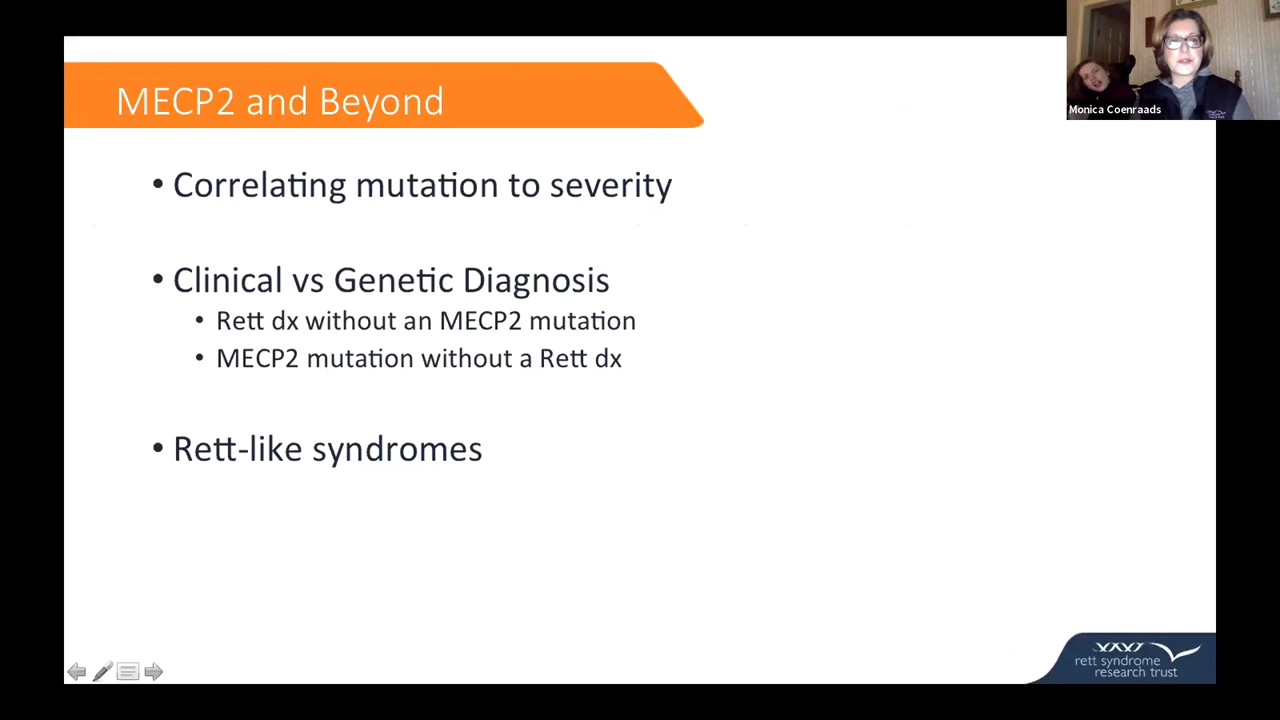 MECP2 and Beyond
Monica Coenraads
• Correlating mutation to severity
• Clinical vs Genetic Diagnosis
• Rett dx without an MECP2 mutation
• MECP2 mutation without a Rett dx
• Rett-like syndromes
rett syndrome
research trust